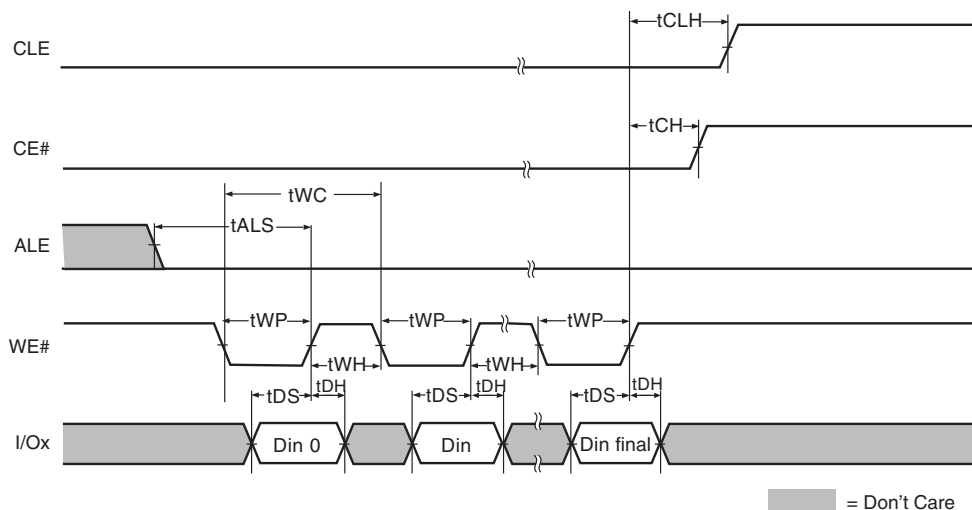 tCLH
CLE
tCH
CE#
tWC
tALS
ALE
tWP tWP tWP
WE#
tWH tWH
tDS tDH tDS tDH tDS tDH
I/Ox Din 0 Din Din final
= Don't Care